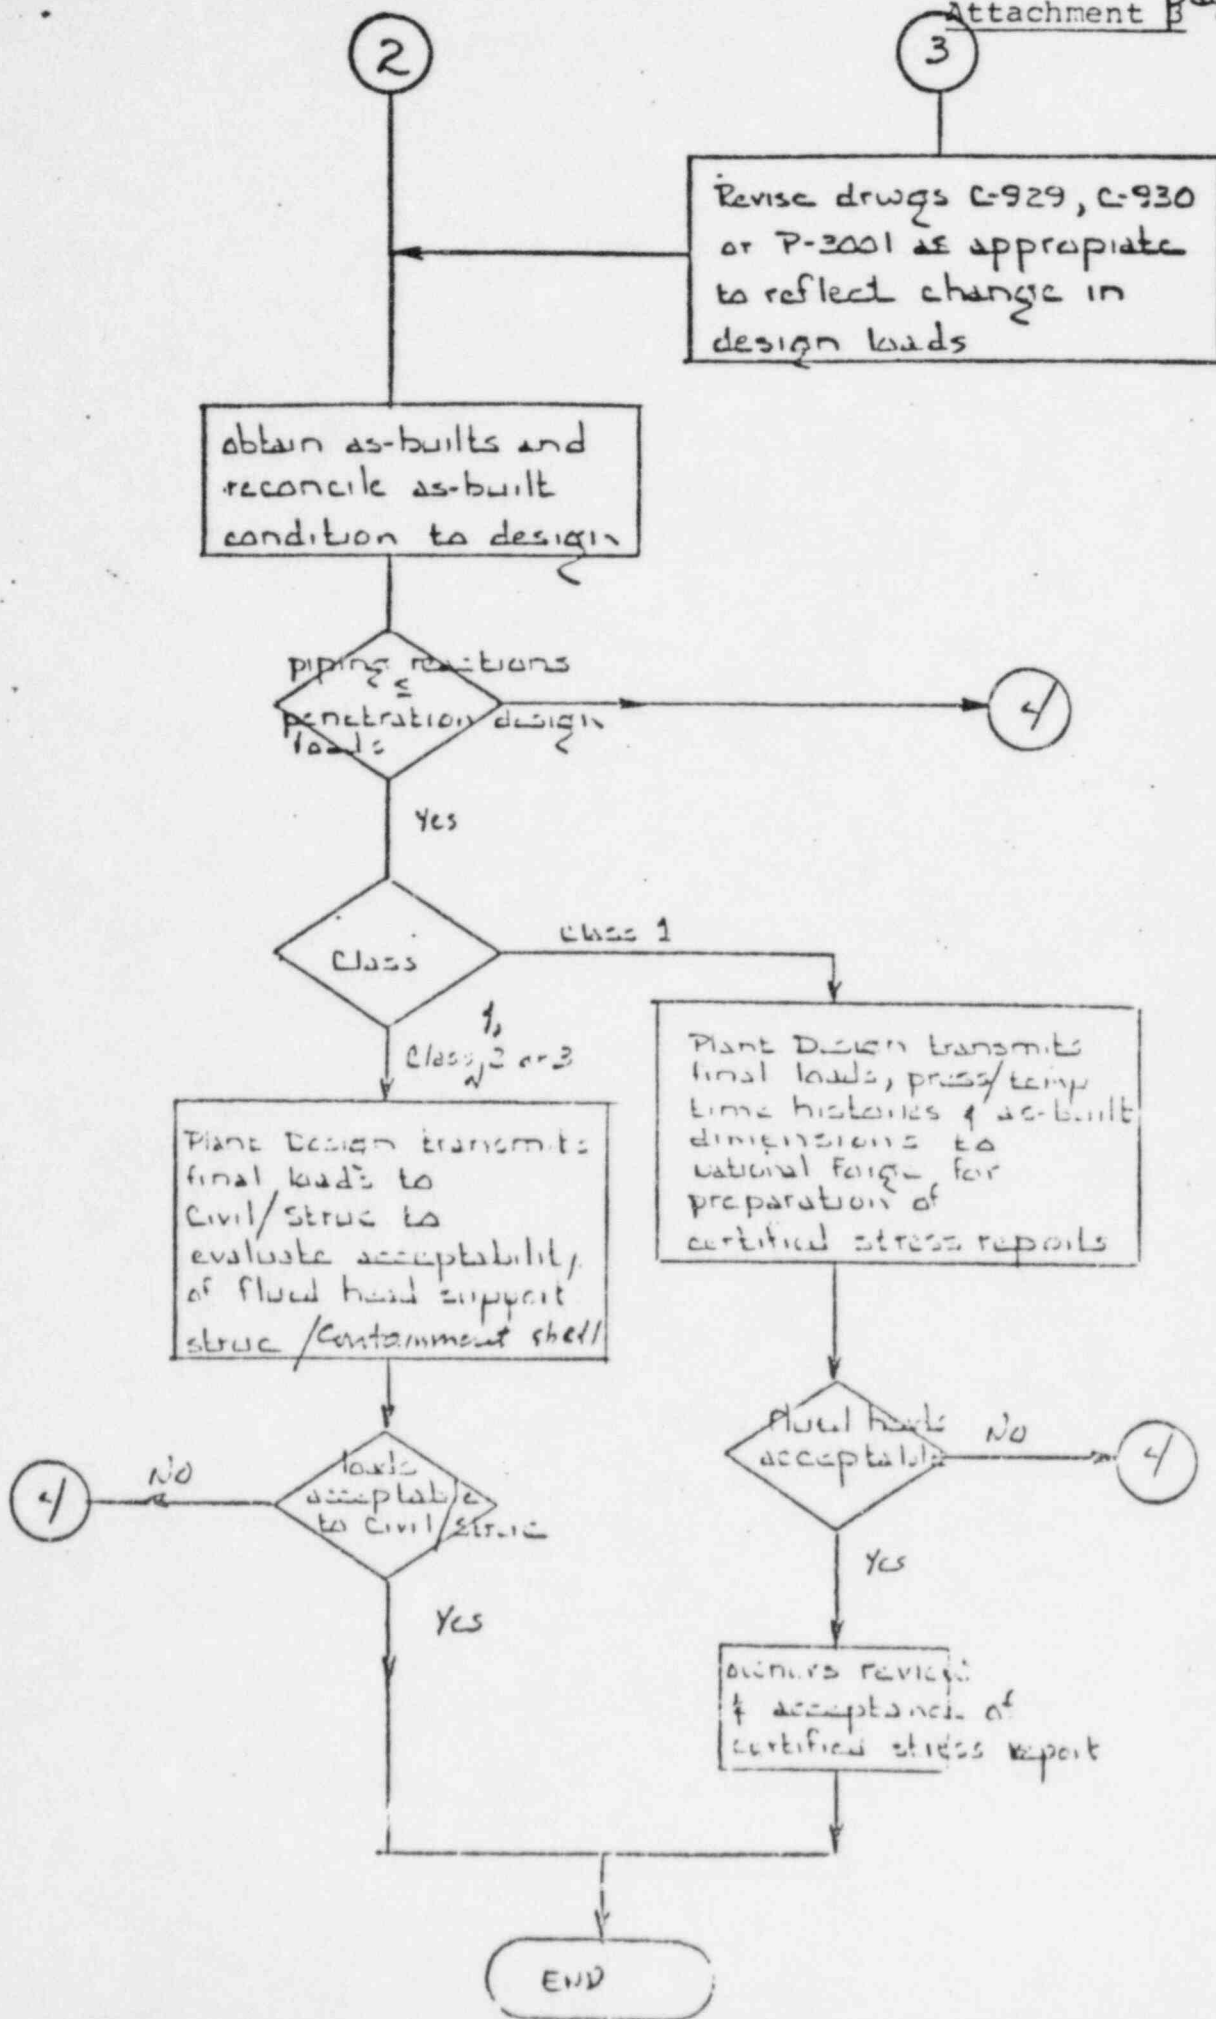 Attachment B
2
3
Revise drwgs C-929, C-930
or P-3001 as appropiate
to reflect change in
design loads
obtain as-builts and
reconcile as-built
condition to design
piping reactions
≤
penetration design
loads
4
Yes
Class
Class 1
1,
Class 2 or 3
Plant Design transmits
final loads, press/temp
time histories & as-built
dimensions to
National Forge for
preparation of
certified stress reports
Plant Design transmits
final loads to
Civil/Struc to
evaluate acceptability
of flued head support
struc/Containment shell
flued heads
acceptable
NO
4
4
NO
loads
acceptable
to Civil/Struc
Yes
Yes
owners review
& acceptance of
certified stress report
END